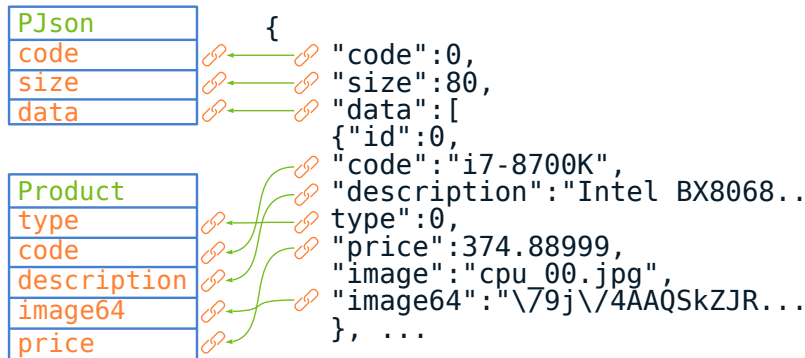 PJson
code
size
data
Product
type
code
description
image64
price
{
"code":0,
"size":80,
"data":[
{"id":0,
"code":"i7-8700K",
"description":"Intel BX8068..
type":0,
"price":374.88999,
"image":"cpu_00.jpg",
"image64":"\/9j\/4AAQSkZJR...
}, ...